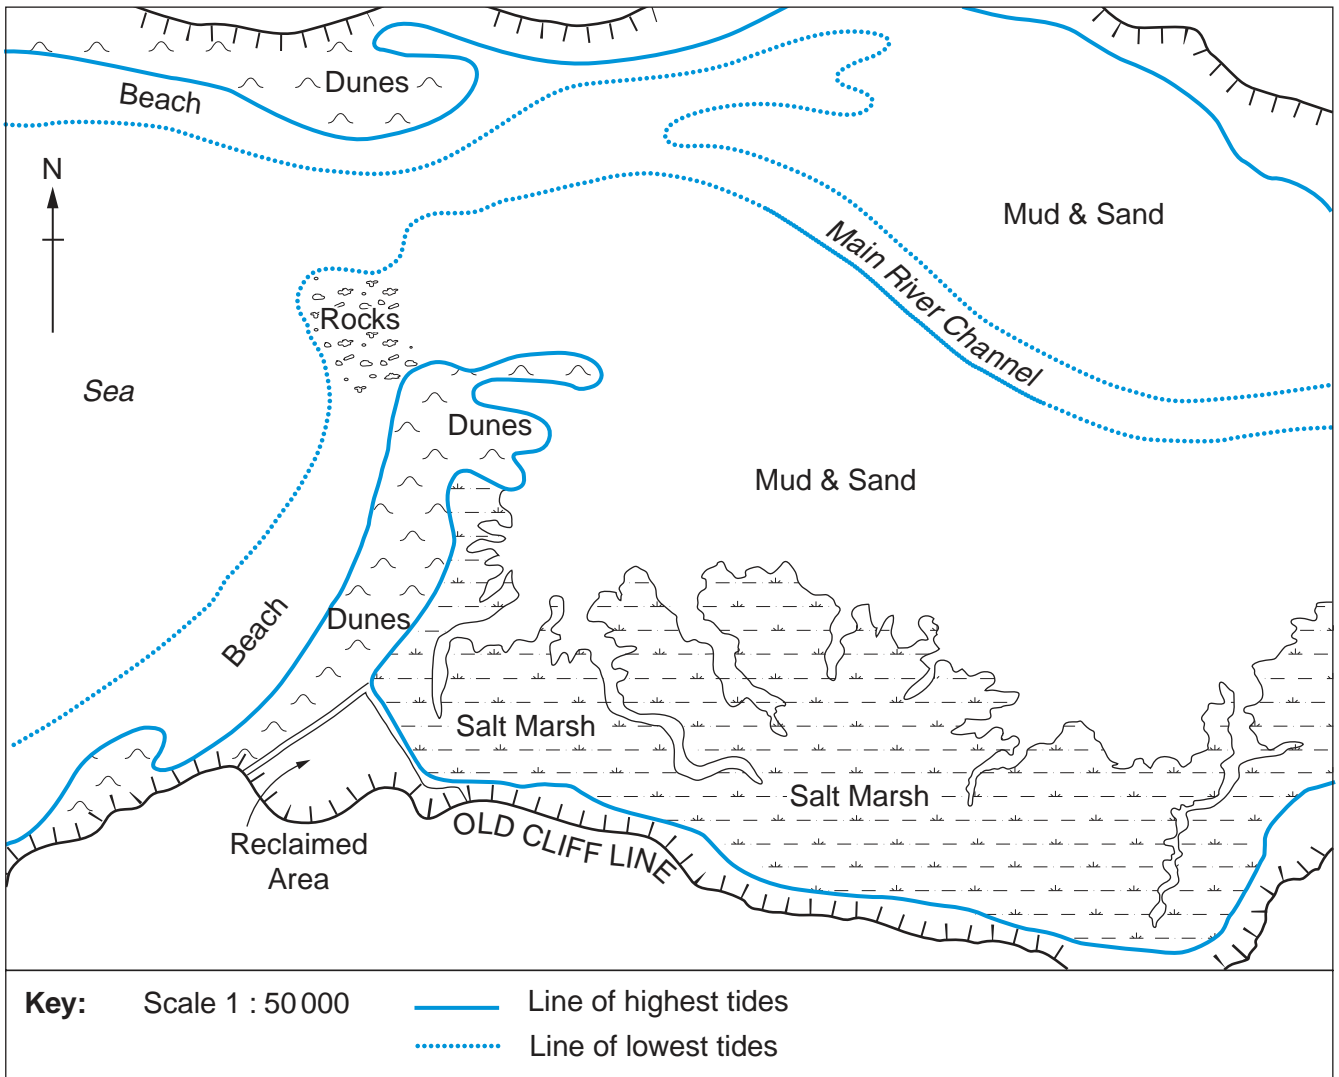 Dunes
Beach
N
Mud & Sand
Main River Channel
Rocks
Sea
Dunes
Mud & Sand
Beach
Dunes
Salt Marsh
Salt Marsh
OLD CLIFF LINE
Reclaimed
Area
Key: Scale 1 : 50 000
Line of highest tides
Line of lowest tides